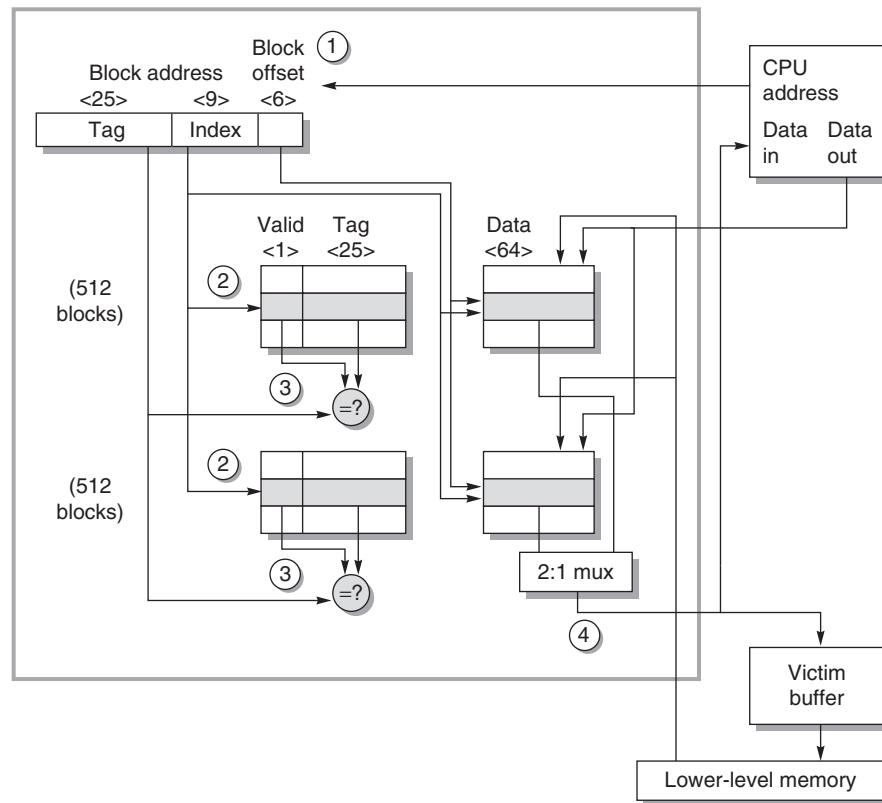 Block
offset
1
Block address
<25>
<9>
<6>
Tag
Index
CPU
address
Data
in
Data
out
Valid
<1>
Tag
<25>
Data
<64>
(512
blocks)
2
3
=?
(512
blocks)
2
3
=?
2:1 mux
4
Victim
buffer
Lower-level memory